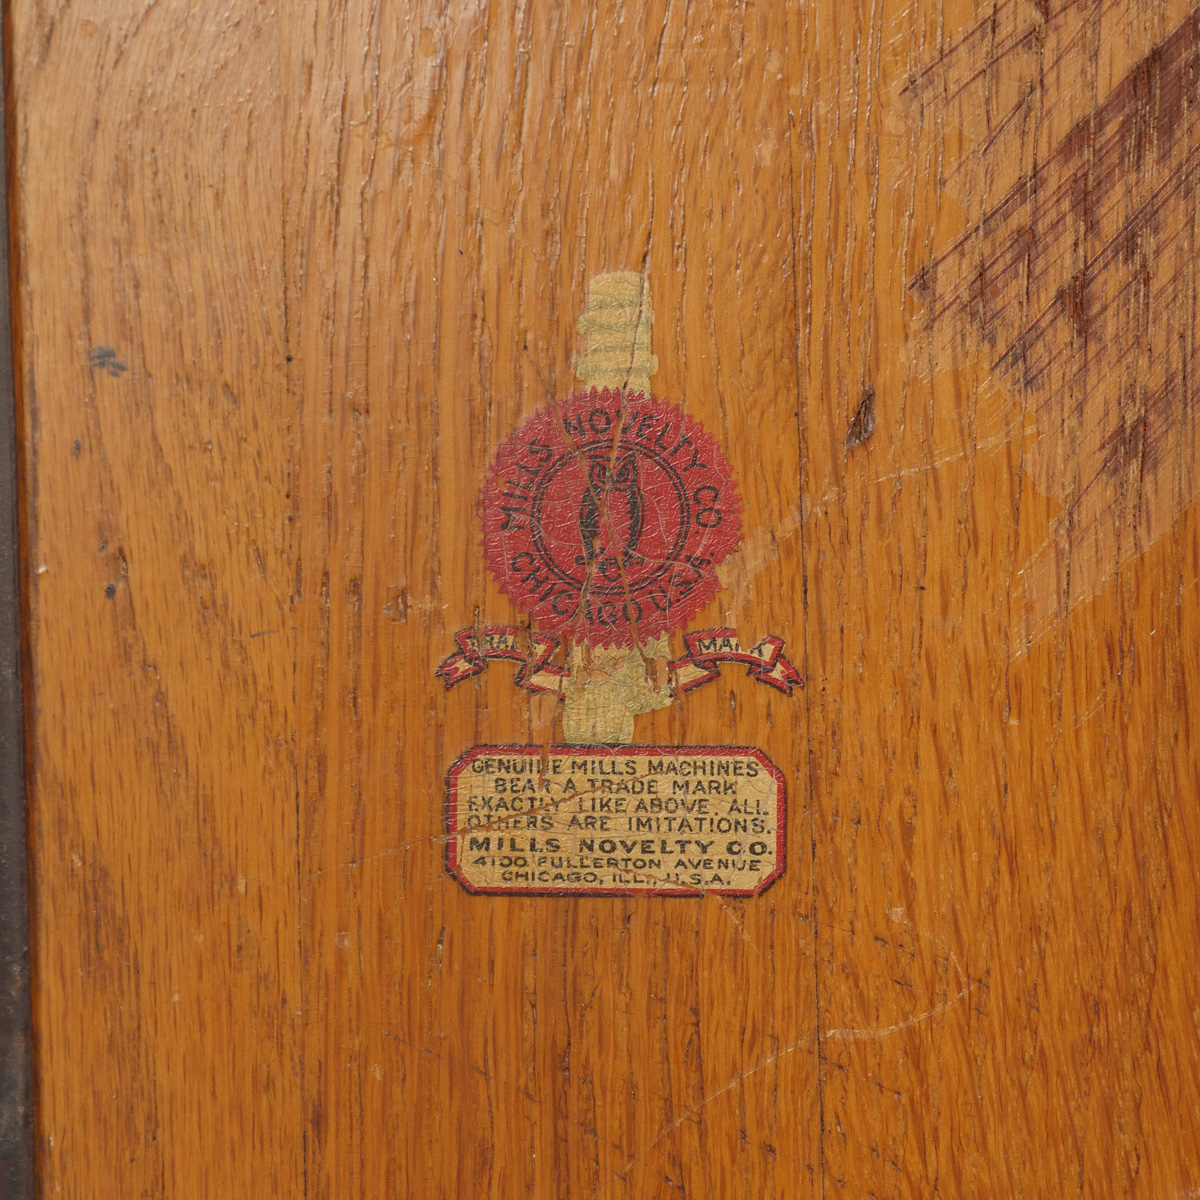 MILLS NOVELTY CO.
CHICAGO U.S.A.
TRADE MARK
GENUINE MILLS MACHINES
BEAR A TRADE MARK
EXACTLY LIKE ABOVE. ALL
OTHERS ARE IMITATIONS.
MILLS NOVELTY CO.
4100 FULLERTON AVENUE
CHICAGO, ILL., U.S.A.